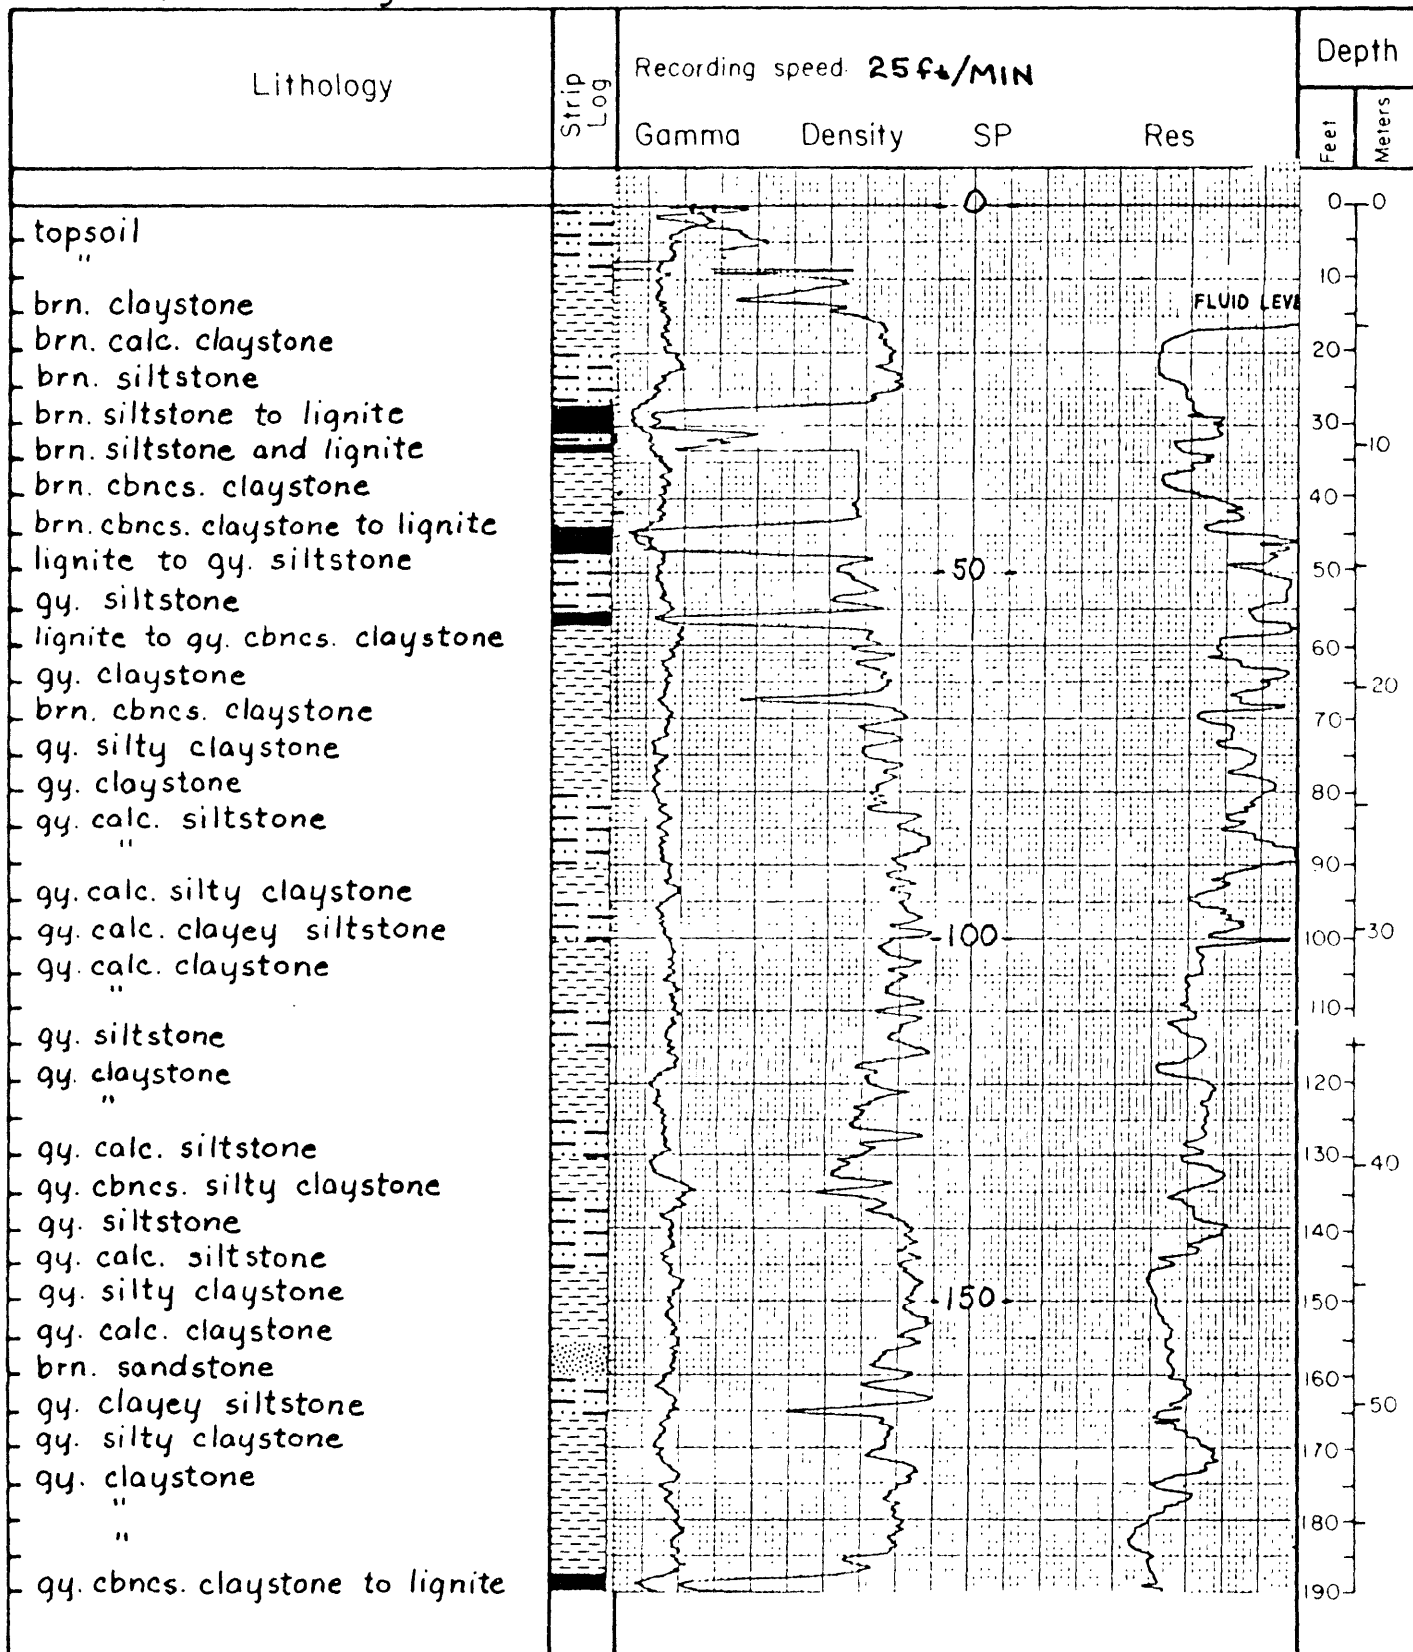 Lithology
Strip Log
Recording speed 25 ft/MIN
Gamma Density SP Res
Depth
Feet
Meters
0 0 0
topsoil
"
10
brn. claystone
FLUID LEVE
brn. calc. claystone
20
brn. siltstone
brn. siltstone to lignite
30
brn. siltstone and lignite
10
brn. cbncs. claystone
40
brn. cbncs. claystone to lignite
lignite to gy. siltstone
50 50
gy. siltstone
lignite to gy. cbncs. claystone
60
gy. claystone
20
brn. cbncs. claystone
70
gy. silty claystone
gy. claystone
80
gy. calc. siltstone
"
90
gy. calc. silty claystone
gy. calc. clayey siltstone
100 100 30
gy. calc. claystone
"
110
gy. siltstone
gy. claystone
120
"
gy. calc. siltstone
130 40
gy. cbncs. silty claystone
gy. siltstone
140
gy. calc. siltstone
gy. silty claystone
150 150
gy. calc. claystone
brn. sandstone
160
gy. clayey siltstone
50
gy. silty claystone
170
gy. claystone
"
180
"
gy. cbncs. claystone to lignite
190